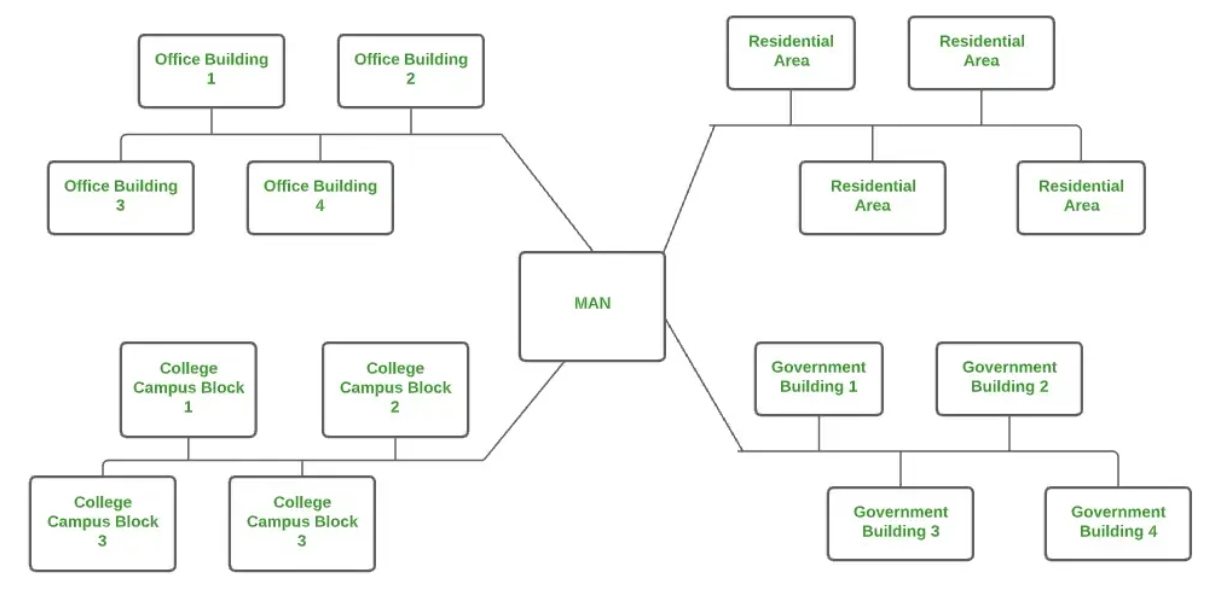 Office Building
1
Office Building
2
Office Building
3
Office Building
4
Residential
Area
Residential
Area
Residential
Area
Residential
Area
MAN
College
Campus Block
1
College
Campus Block
2
College
Campus Block
3
College
Campus Block
3
Government
Building 1
Government
Building 2
Government
Building 3
Government
Building 4